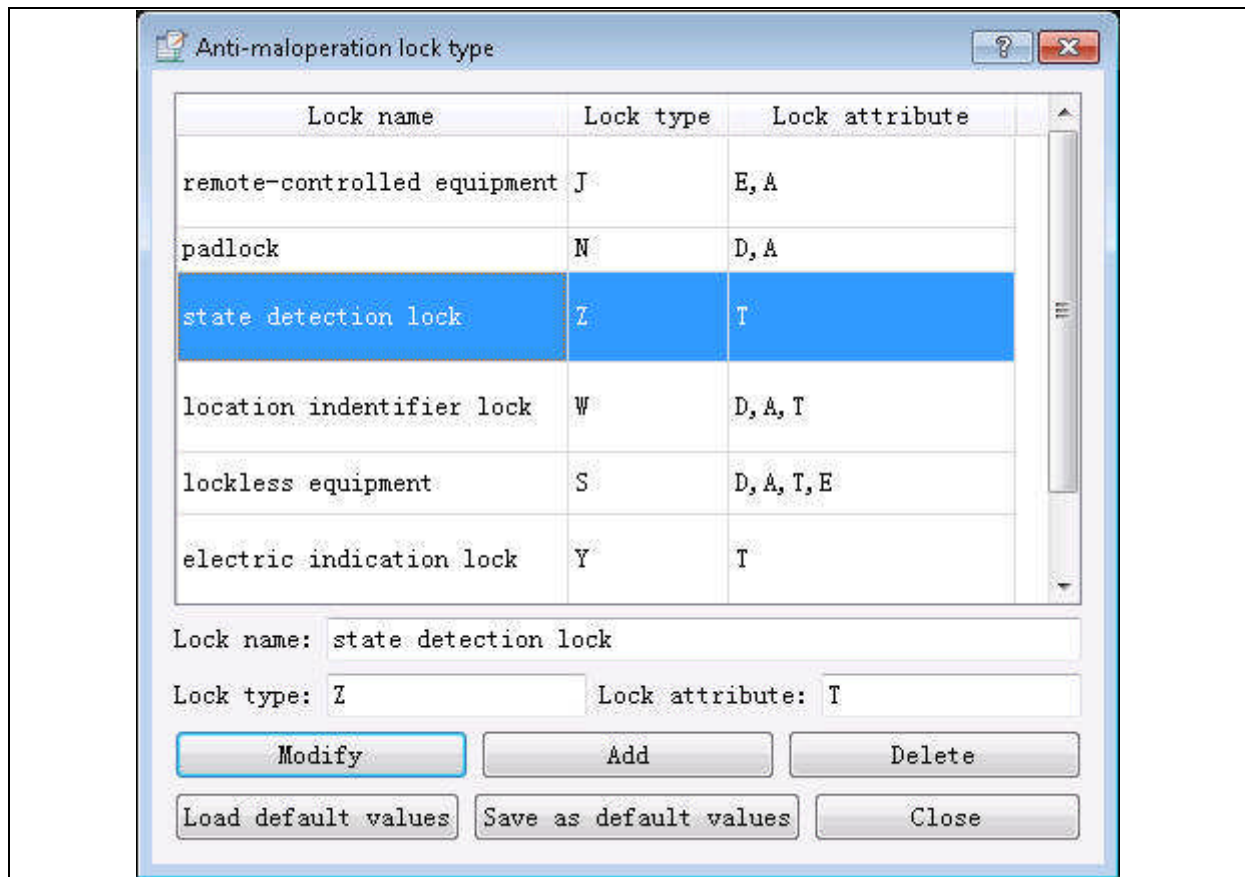 Anti-maloperation lock type
Lock name Lock type Lock attribute
remote-controlled equipment J E, A
padlock N D, A
state detection lock Z T
location indentifier lock W D, A, T
lockless equipment S D, A, T, E
electric indication lock Y T
Lock name: state detection lock
Lock type: Z Lock attribute: T
Modify Add Delete
Load default values Save as default values Close